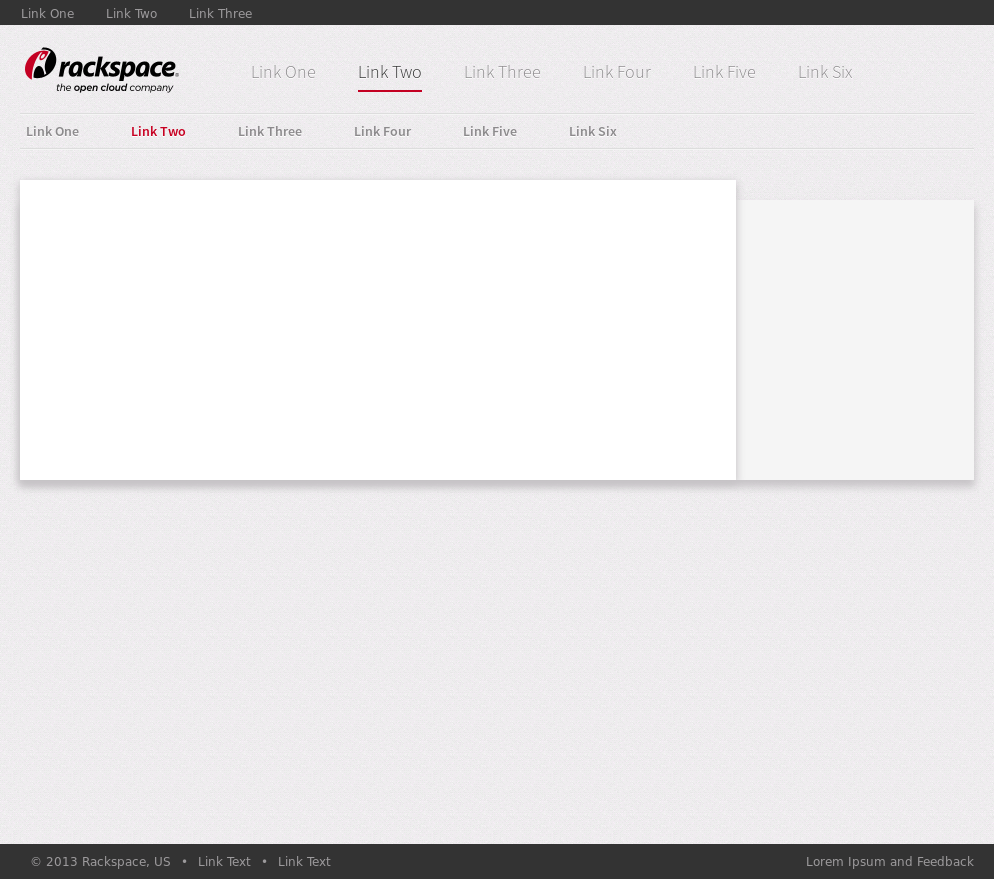 Link One Link Two Link Three
rackspace®
the open cloud company
Link One Link Two Link Three Link Four Link Five Link Six
Link One Link Two Link Three Link Four Link Five Link Six
© 2013 Rackspace, US • Link Text • Link Text Lorem Ipsum and Feedback